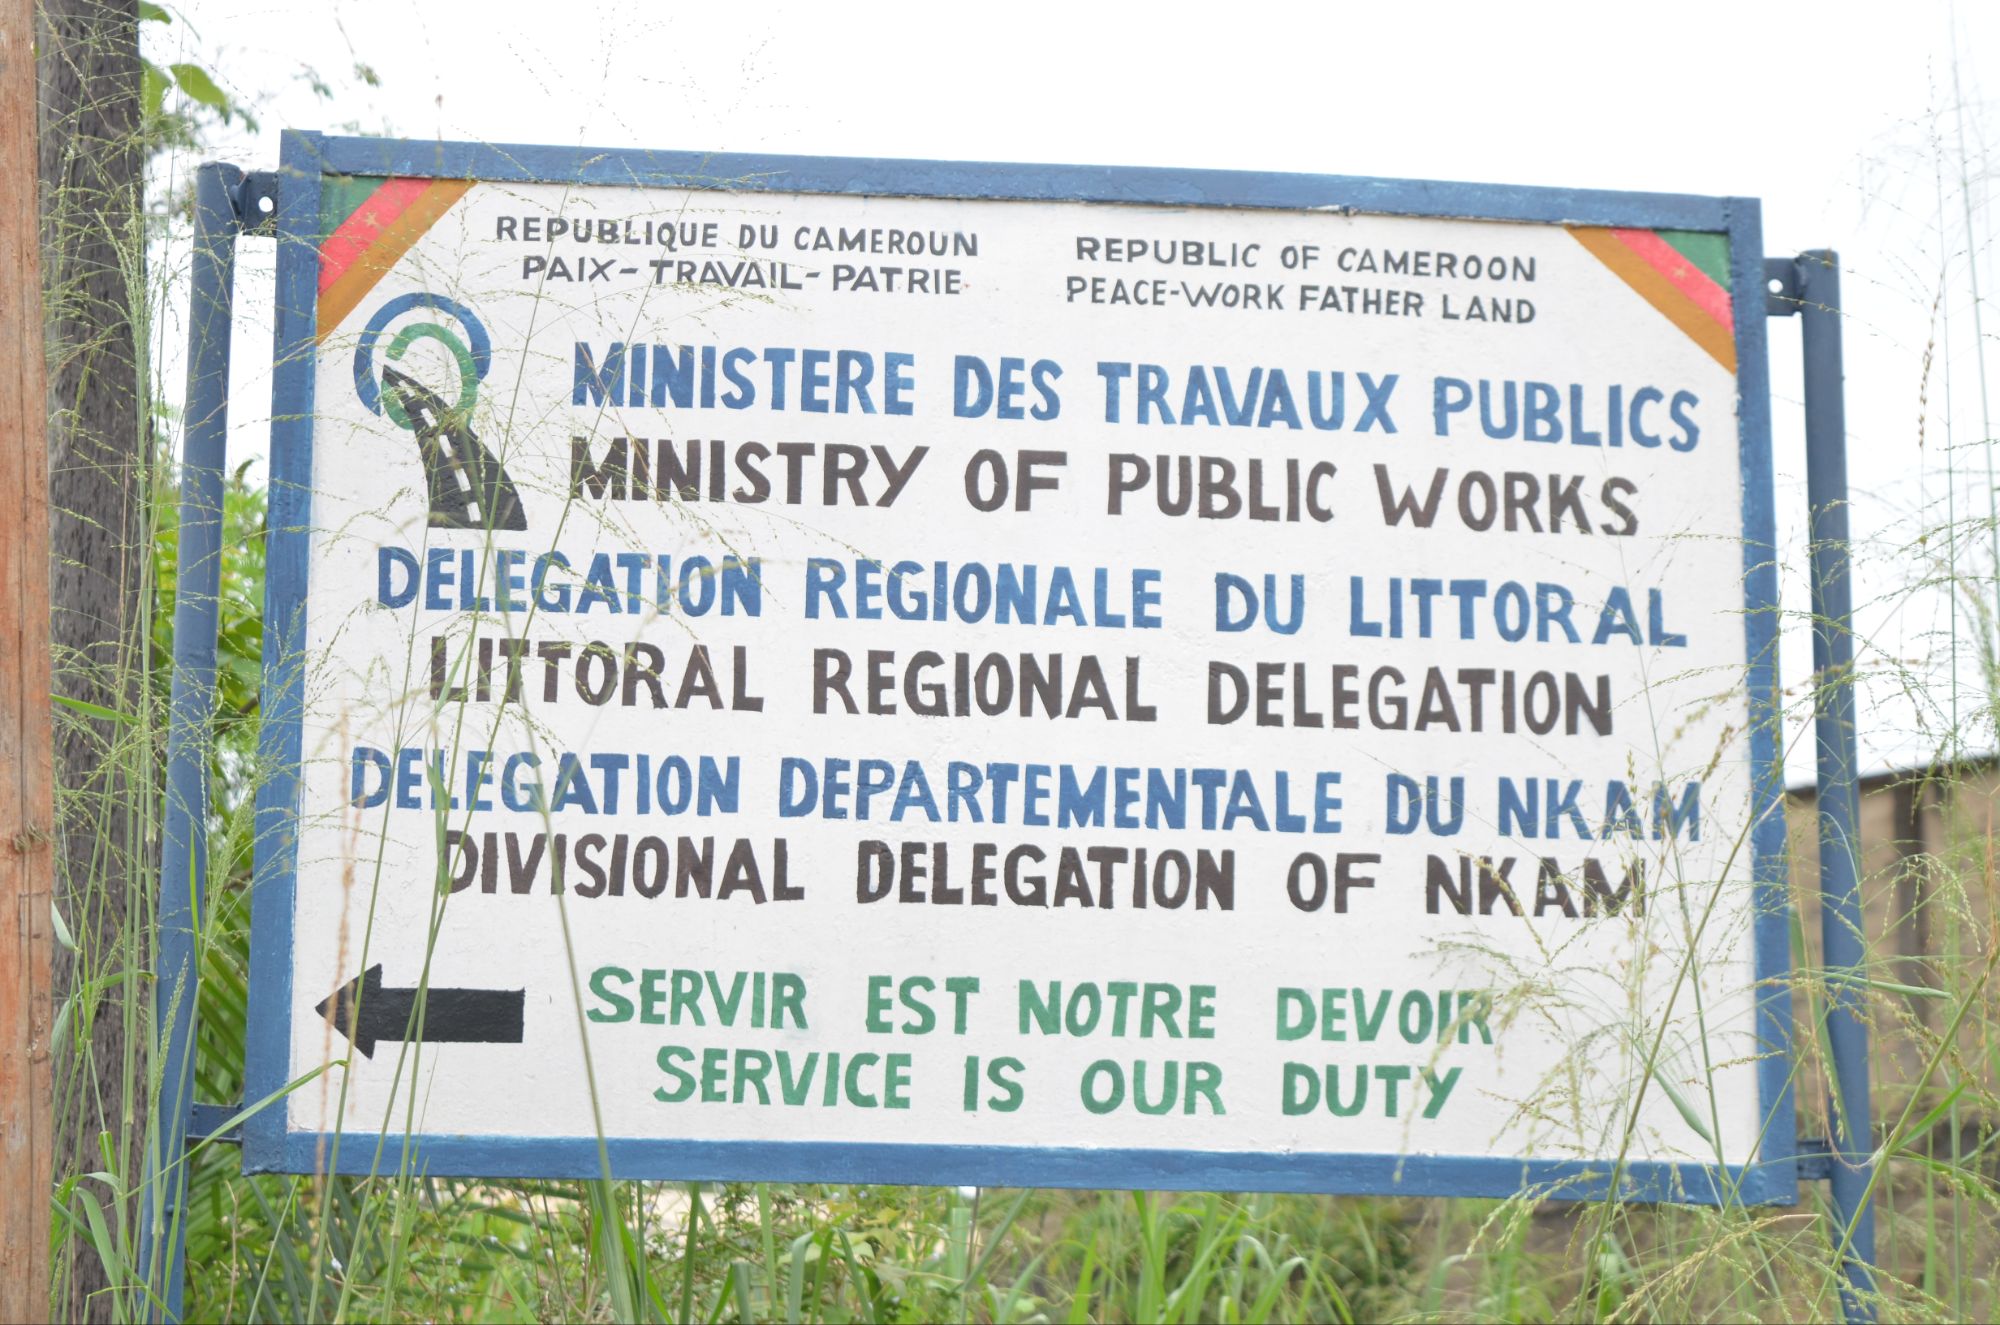 REPUBLIQUE DU CAMEROUN
PAIX-TRAVAIL-PATRIE
REPUBLIC OF CAMEROON
PEACE-WORK FATHER LAND
MINISTERE DES TRAVAUX PUBLICS
MINISTRY OF PUBLIC WORKS
DELEGATION REGIONALE DU LITTORAL
LITTORAL REGIONAL DELEGATION
DELEGATION DEPARTEMENTALE DU NKAM
DIVISIONAL DELEGATION OF NKAM
SERVIR EST NOTRE DEVOIR
SERVICE IS OUR DUTY